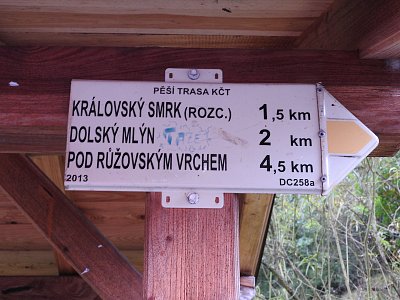 PĚŠÍ TRASA KČT
KRÁLOVSKÝ SMRK (ROZC.) 1,5 km
DOLSKÝ MLÝN 2 km
POD RŮŽOVSKÝM VRCHEM 4,5 km
2013 DC258a